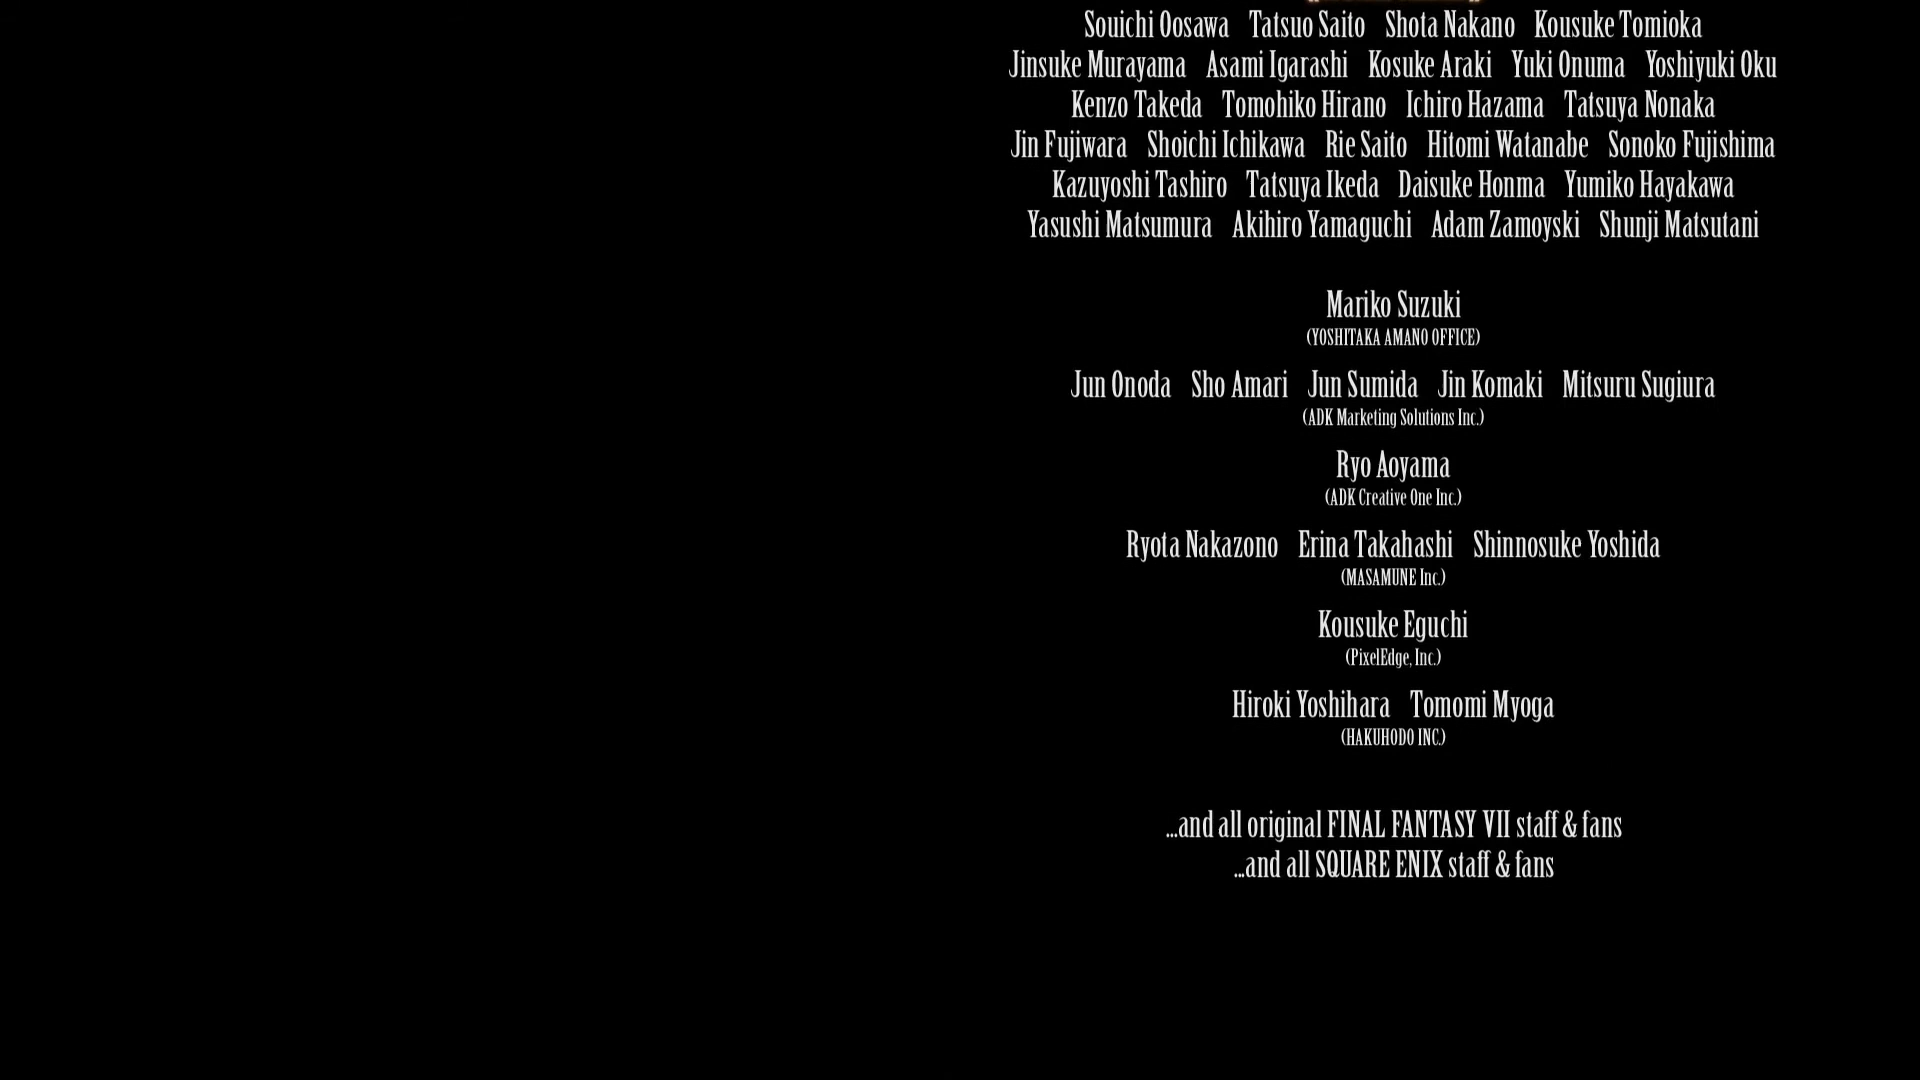 Souichi Oosawa Tatsuo Saito Shota Nakano Kousuke Tomioka
Jinsuke Murayama Asami Igarashi Kosuke Araki Yuki Onuma Yoshiyuki Oku
Kenzo Takeda Tomohiko Hirano Ichiro Hazama Tatsuya Nonaka
Jin Fujiwara Shoichi Ichikawa Rie Saito Hitomi Watanabe Sonoko Fujishima
Kazuyoshi Tashiro Tatsuya Ikeda Daisuke Honma Yumiko Hayakawa
Yasushi Matsumura Akihiro Yamaguchi Adam Zamoyski Shunji Matsutani
Mariko Suzuki
(YOSHITAKA AMANO OFFICE)
Jun Onoda Sho Amari Jun Sumida Jin Komaki Mitsuru Sugiura
(ADK Marketing Solutions Inc.)
Ryo Aoyama
(ADK Creative One Inc.)
Ryota Nakazono Erina Takahashi Shinnosuke Yoshida
(MASAMUNE Inc.)
Kousuke Eguchi
(PixelEdge, Inc.)
Hiroki Yoshihara Tomomi Myoga
(HAKUHODO INC.)
...and all original FINAL FANTASY VII staff & fans
...and all SQUARE ENIX staff & fans